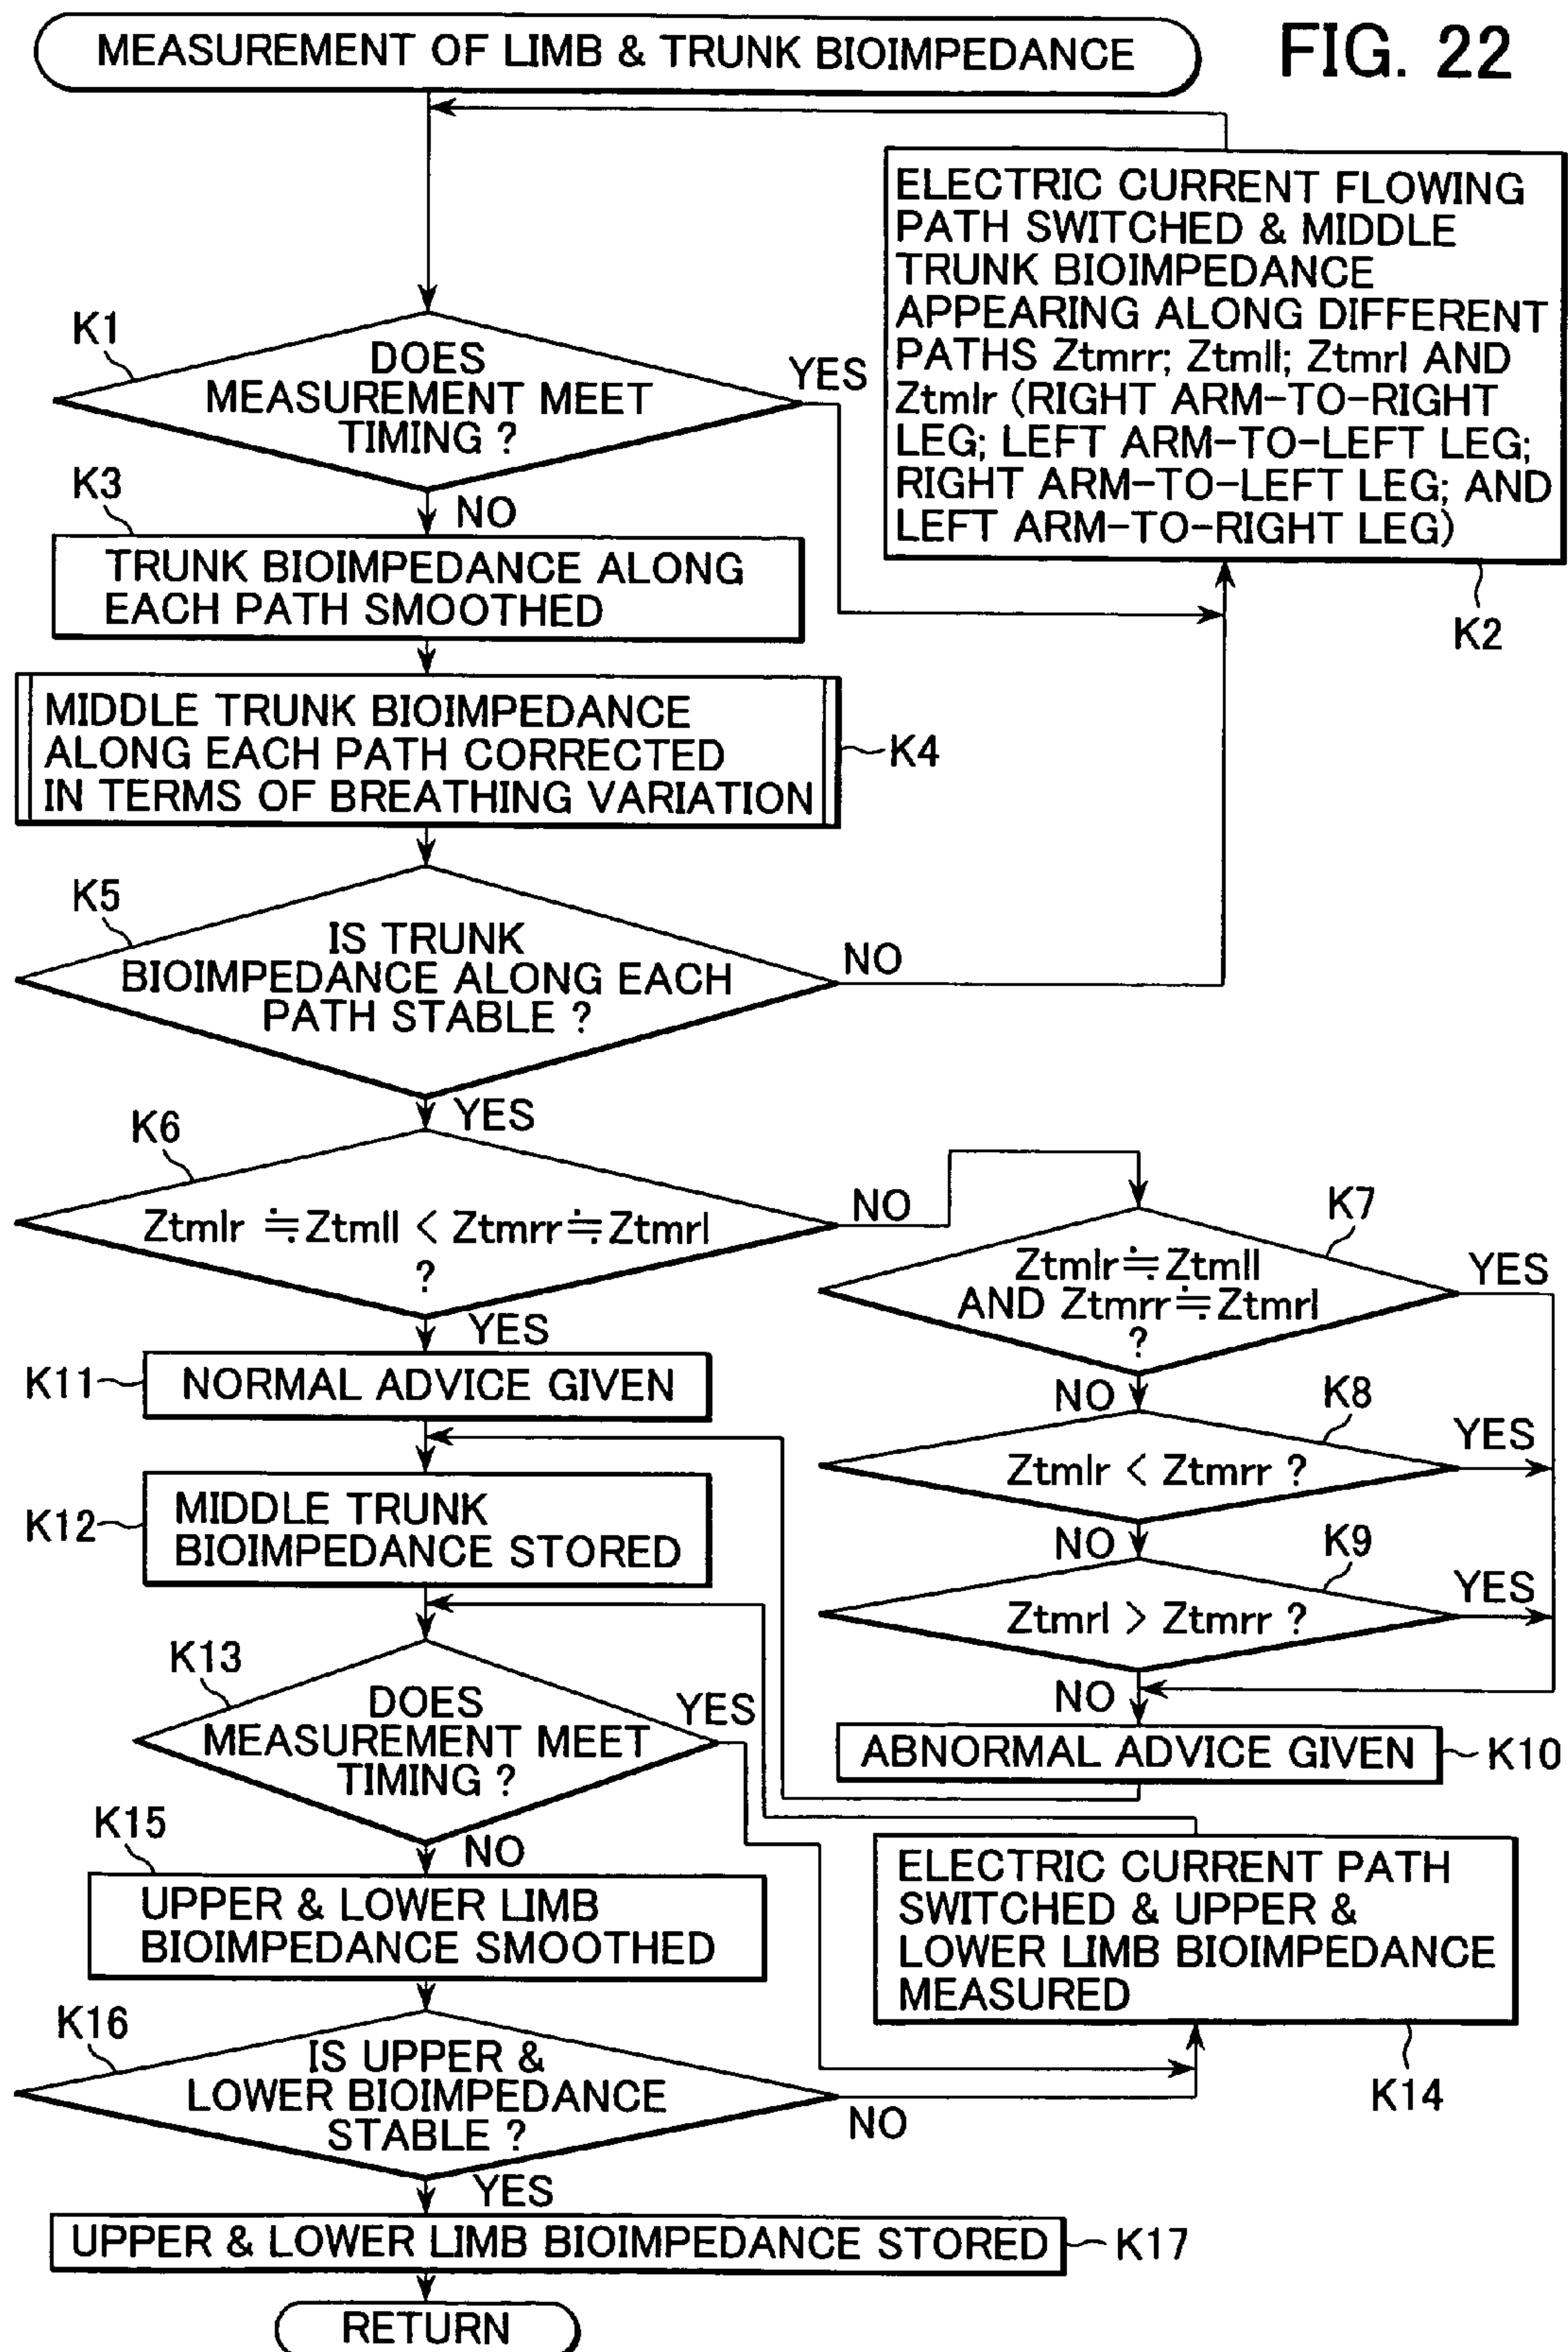 MEASUREMENT OF LIMB & TRUNK BIOIMPEDANCE
FIG. 22
ELECTRIC CURRENT FLOWING
PATH SWITCHED & MIDDLE
TRUNK BIOIMPEDANCE
APPEARING ALONG DIFFERENT
PATHS Ztmrr; Ztmll; Ztmrl AND
Ztmlr (RIGHT ARM-TO-RIGHT
LEG; LEFT ARM-TO-LEFT LEG;
RIGHT ARM-TO-LEFT LEG; AND
LEFT ARM-TO-RIGHT LEG)
K2
K1
DOES
MEASUREMENT MEET
TIMING ?
YES
NO
K3
TRUNK BIOIMPEDANCE ALONG
EACH PATH SMOOTHED
MIDDLE TRUNK BIOIMPEDANCE
ALONG EACH PATH CORRECTED
IN TERMS OF BREATHING VARIATION
K4
K5
IS TRUNK
BIOIMPEDANCE ALONG EACH
PATH STABLE ?
NO
YES
K6
Ztmlr ≒ Ztmll < Ztmrr ≒ Ztmrl
?
NO
YES
K7
Ztmlr ≒ Ztmll
AND Ztmrr ≒ Ztmrl
?
YES
NO
K8
Ztmlr < Ztmrr ?
YES
NO
K9
Ztmrl > Ztmrr ?
YES
NO
ABNORMAL ADVICE GIVEN
K10
K11
NORMAL ADVICE GIVEN
K12
MIDDLE TRUNK
BIOIMPEDANCE STORED
K13
DOES
MEASUREMENT MEET
TIMING ?
YES
NO
ELECTRIC CURRENT PATH
SWITCHED & UPPER &
LOWER LIMB BIOIMPEDANCE
MEASURED
K14
K15
UPPER & LOWER LIMB
BIOIMPEDANCE SMOOTHED
K16
IS UPPER &
LOWER BIOIMPEDANCE
STABLE ?
NO
YES
UPPER & LOWER LIMB BIOIMPEDANCE STORED
K17
RETURN